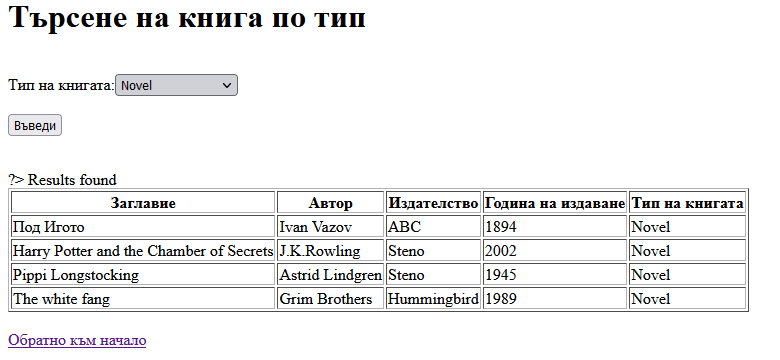 Търсене на книга по тип
Тип на книгата: Novel
Въведи
?> Results found
Заглавие Автор Издателство Година на издаване Тип на книгата
Под Игото Ivan Vazov ABC 1894 Novel
Harry Potter and the Chamber of Secrets J.K.Rowling Steno 2002 Novel
Pippi Longstocking Astrid Lindgren Steno 1945 Novel
The white fang Grim Brothers Hummingbird 1989 Novel
Обратно към начало